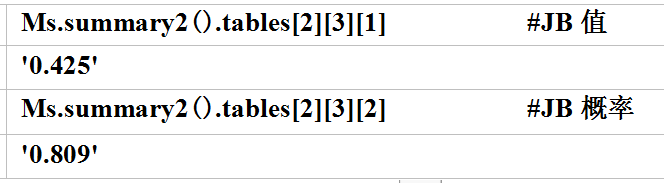 Ms.summary2().tables[2][3][1] #JB 值
'0.425'
Ms.summary2().tables[2][3][2] #JB 概率
'0.809'